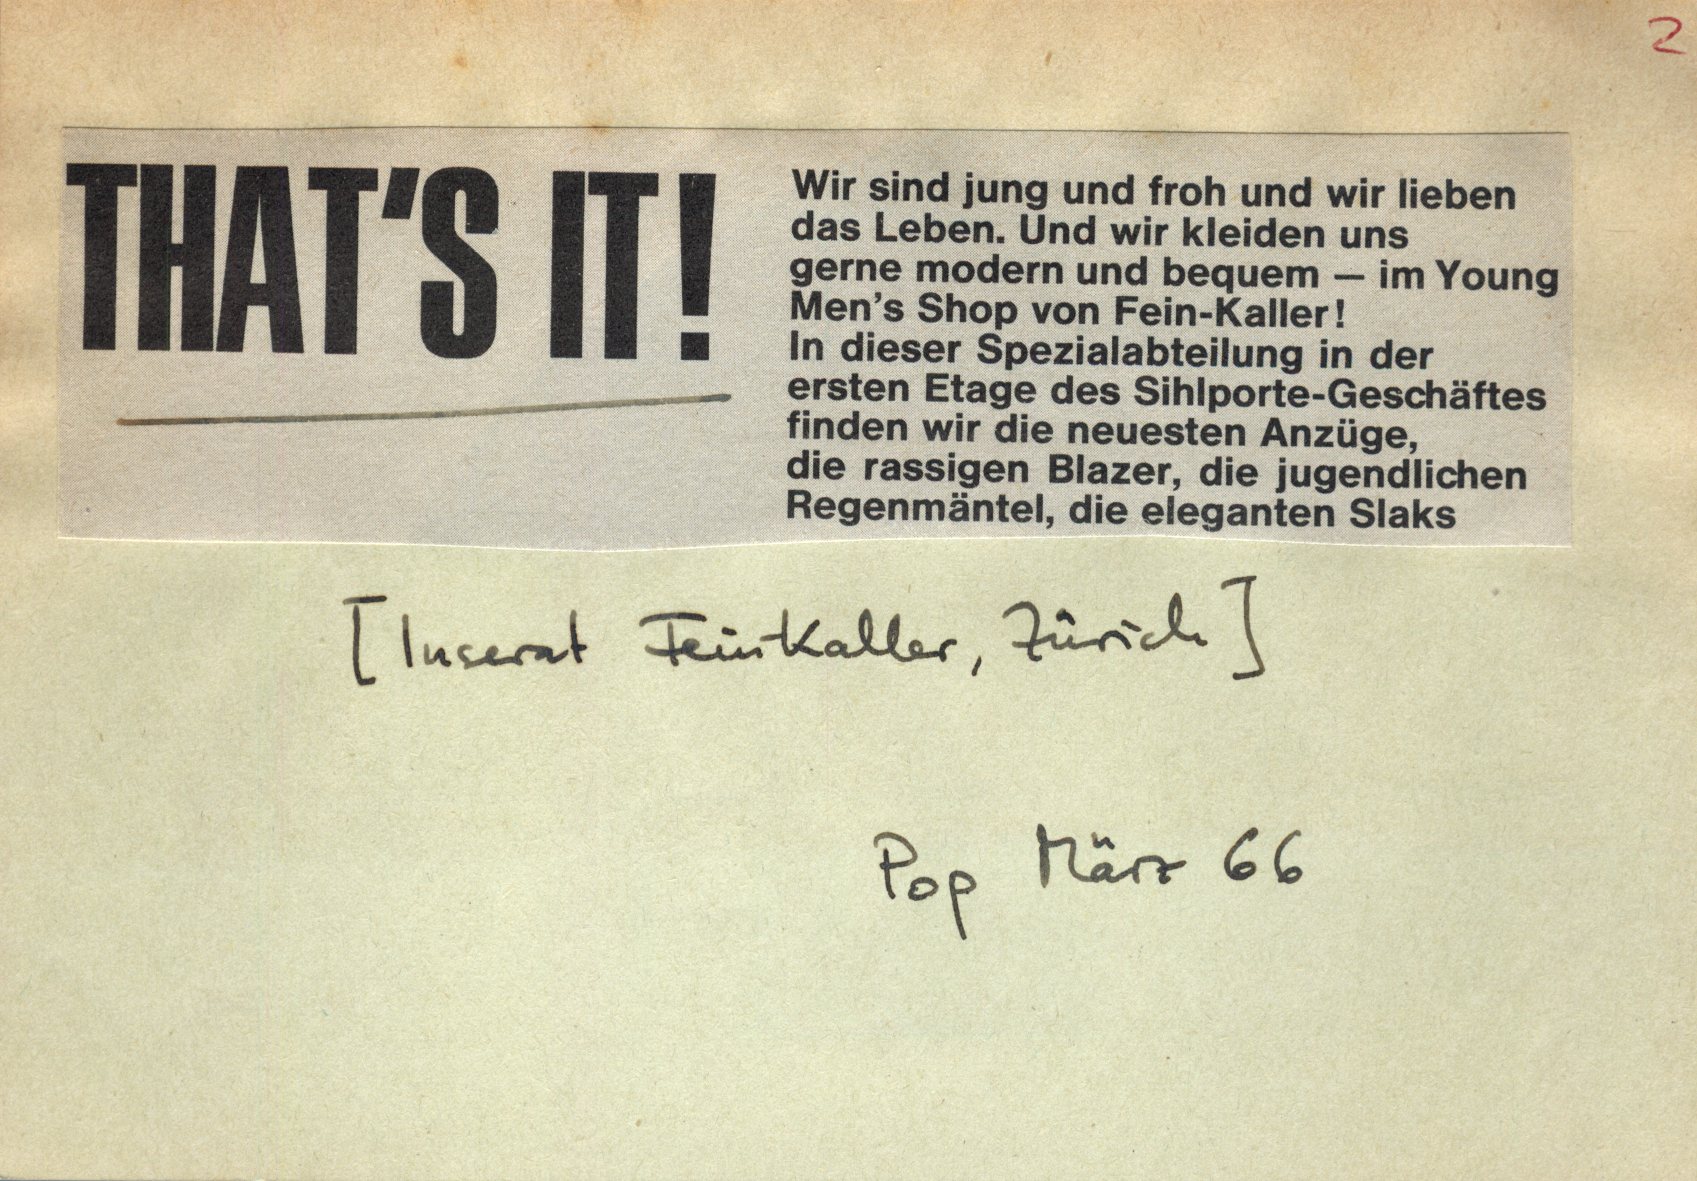 2
THAT'S IT!
Wir sind jung und froh und wir lieben
das Leben. Und wir kleiden uns
gerne modern und bequem — im Young
Men's Shop von Fein-Kaller!
In dieser Spezialabteilung in der
ersten Etage des Sihlporte-Geschäftes
finden wir die neuesten Anzüge,
die rassigen Blazer, die jugendlichen
Regenmäntel, die eleganten Slaks
[Inserat Fein-Kaller, Zürich]
Pop März 66